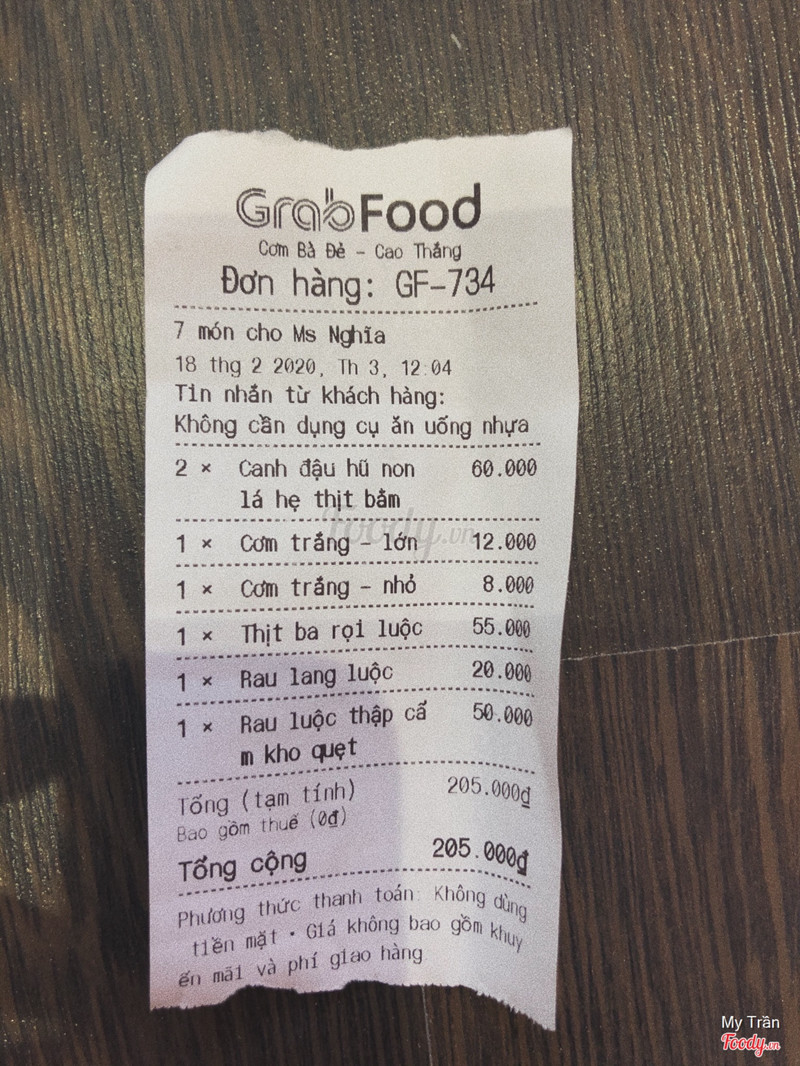 GrabFood
Cơm Bà Đẻ - Cao Thắng
Đơn hàng: GF-734
7 món cho Ms Nghĩa
18 thg 2 2020, Th 3, 12:04
Tin nhắn từ khách hàng:
Không cần dụng cụ ăn uống nhựa
2 × Canh đậu hũ non 60.000
lá hẹ thịt bằm
1 × Cơm trắng - lớn 12.000
1 × Cơm trắng - nhỏ 8.000
1 × Thịt ba rọi luộc 55.000
1 × Rau lang luộc 20.000
1 × Rau luộc thập cẩ 50.000
m kho quẹt
Tổng (tạm tính) 205.000₫
Bao gồm thuế (0₫)
Tổng cộng 205.000₫
Phương thức thanh toán: Không dùng
tiền mặt · Giá không bao gồm khuy
ến mãi và phí giao hàng
Foody.vn
My Trần
Foody.vn